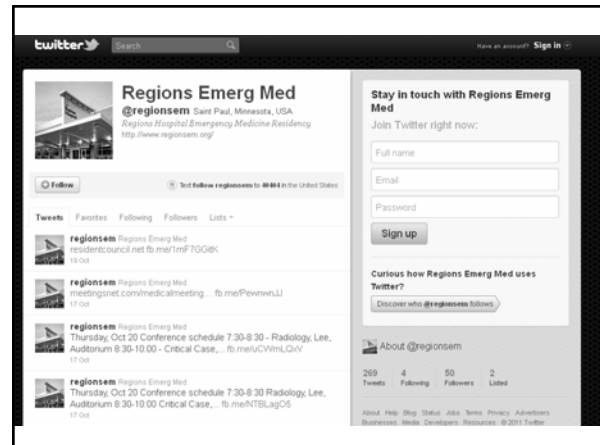 twitter
Search
Have an account? Sign in
Regions Emerg Med
@regionsem Saint Paul, Minnesota, USA
Regions Hospital Emergency Medicine Residency
http://www.regionsem.org/
Follow
Text follow regionsem to 40404 in the United States
Tweets Favorites Following Followers Lists
regionsem Regions Emerg Med
residentcouncil.net fb.me/1mF7GGitK
18 Oct
regionsem Regions Emerg Med
meetingsnet.com/medicalmeeting... fb.me/PewnwnJJ
17 Oct
regionsem Regions Emerg Med
Thursday, Oct 20 Conference schedule 7:30-8:30 - Radiology, Lee,
Auditorium 8:30-10:00 - Critical Case,... fb.me/uCVWmLQxV
17 Oct
regionsem Regions Emerg Med
Thursday, Oct 20 Conference schedule 7:30-8:30 Radiology Lee,
Auditorium 8:30-10:00 Critical Case,... fb.me/NTBLagO5
17 Oct
Stay in touch with Regions Emerg
Med
Join Twitter right now:
Full name
Email
Password
Sign up
Curious how Regions Emerg Med uses
Twitter?
Discover who @regionsem follows
About @regionsem
269 4 50 2
Tweets Following Followers Listed
About Help Blog Status Jobs Terms Privacy Advertisers
Businesses Media Developers Resources © 2011 Twitter